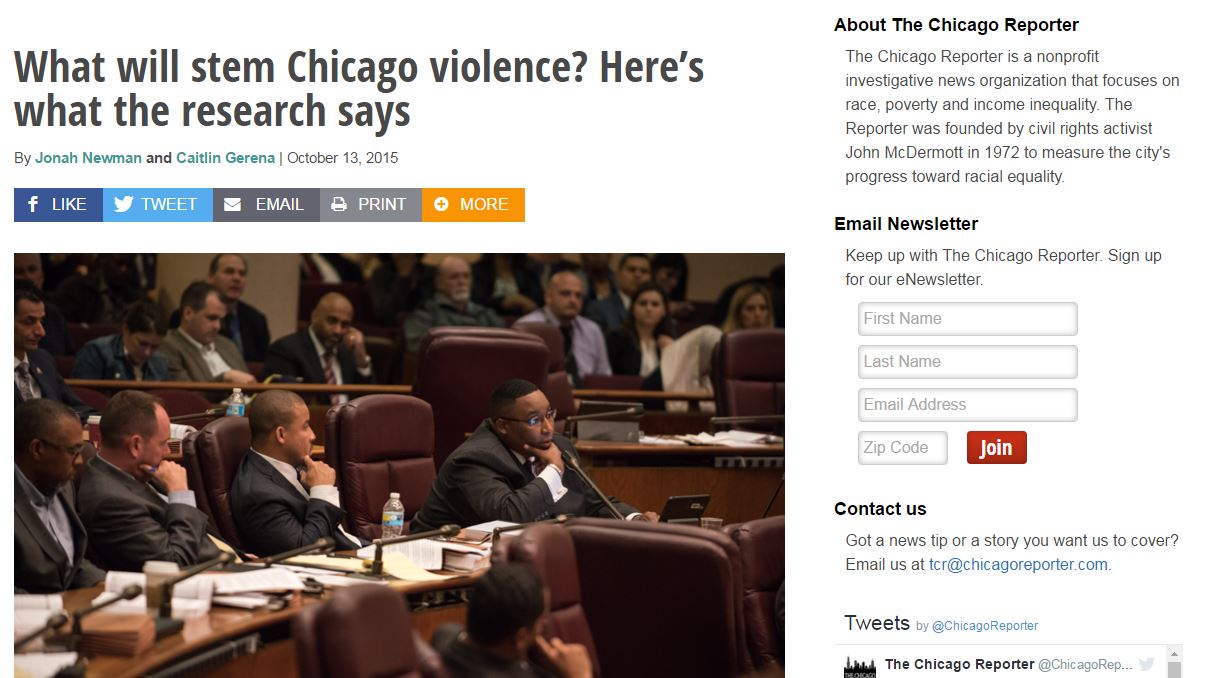 What will stem Chicago violence? Here’s
what the research says
By Jonah Newman and Caitlin Gerena | October 13, 2015
LIKE
TWEET
EMAIL
PRINT
MORE
About The Chicago Reporter
The Chicago Reporter is a nonprofit
investigative news organization that focuses on
race, poverty and income inequality. The
Reporter was founded by civil rights activist
John McDermott in 1972 to measure the city's
progress toward racial equality.
Email Newsletter
Keep up with The Chicago Reporter. Sign up
for our eNewsletter.
First Name
Last Name
Email Address
Zip Code
Join
Contact us
Got a news tip or a story you want us to cover?
Email us at tcr@chicagoreporter.com.
Tweets by @ChicagoReporter
The Chicago Reporter @ChicagoRep...
THE CHICAGO